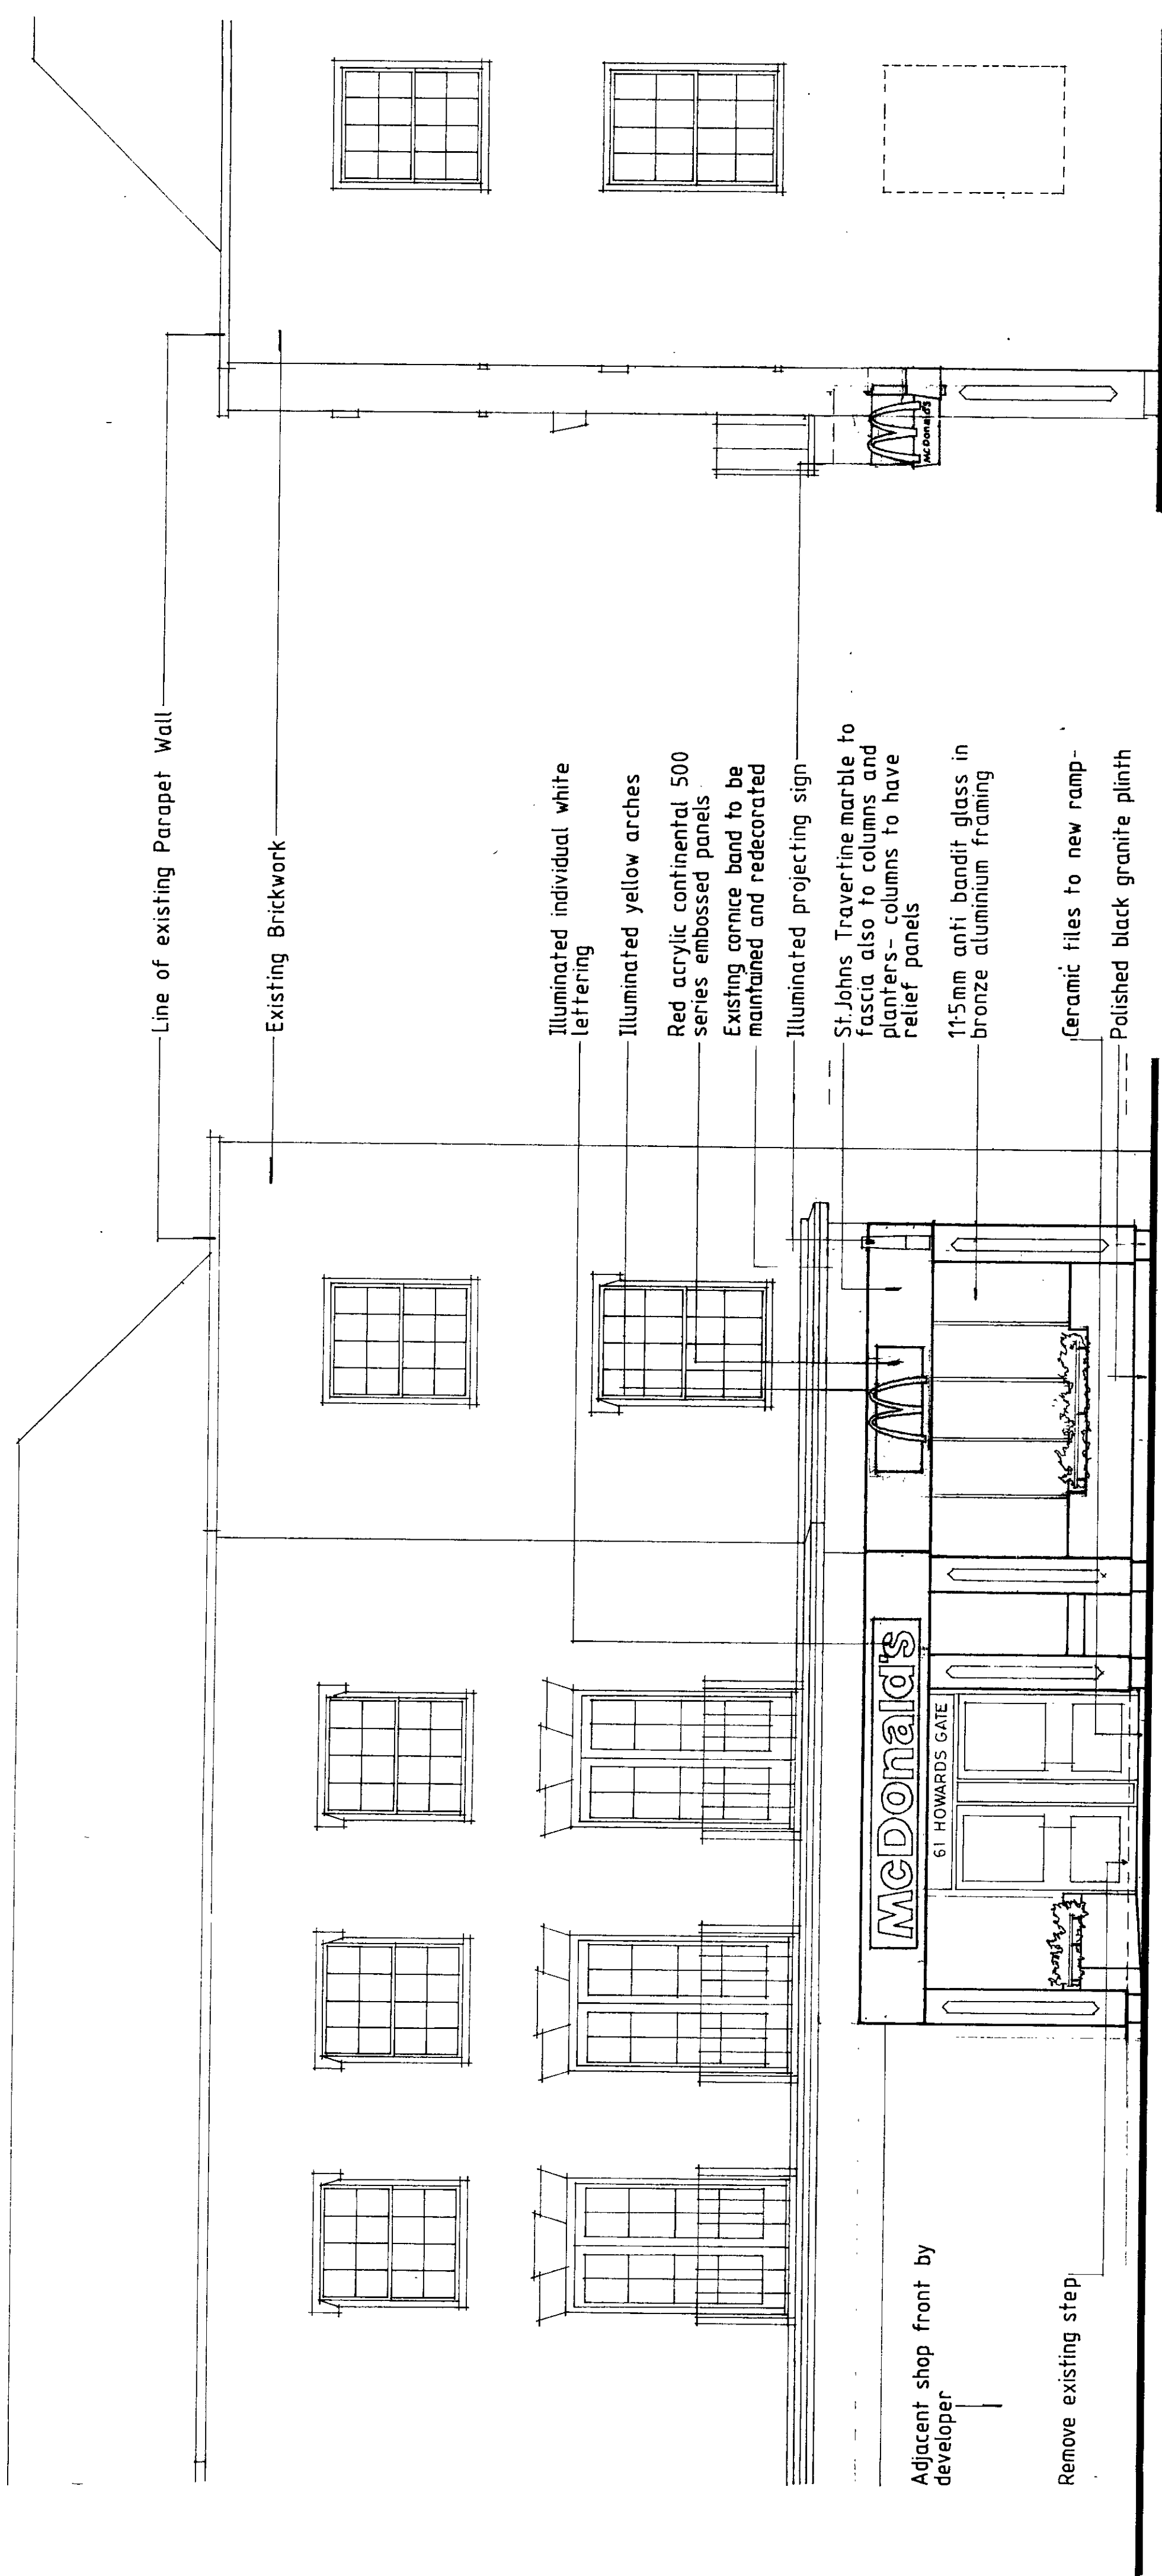 Line of existing Parapet Wall
Existing Brickwork
Illuminated individual white
lettering
Illuminated yellow arches
Red acrylic continental 500
series embossed panels
Existing cornice band to be
maintained and redecorated
Illuminated projecting sign
St.Johns Travertine marble to
fascia also to columns and
planters- columns to have
relief panels
11·5mm anti bandit glass in
bronze aluminium framing
Ceramic tiles to new ramp-
Polished black granite plinth
McDonald's
McDonald's
61 HOWARDS GATE
Adjacent shop front by
developer
Remove existing step